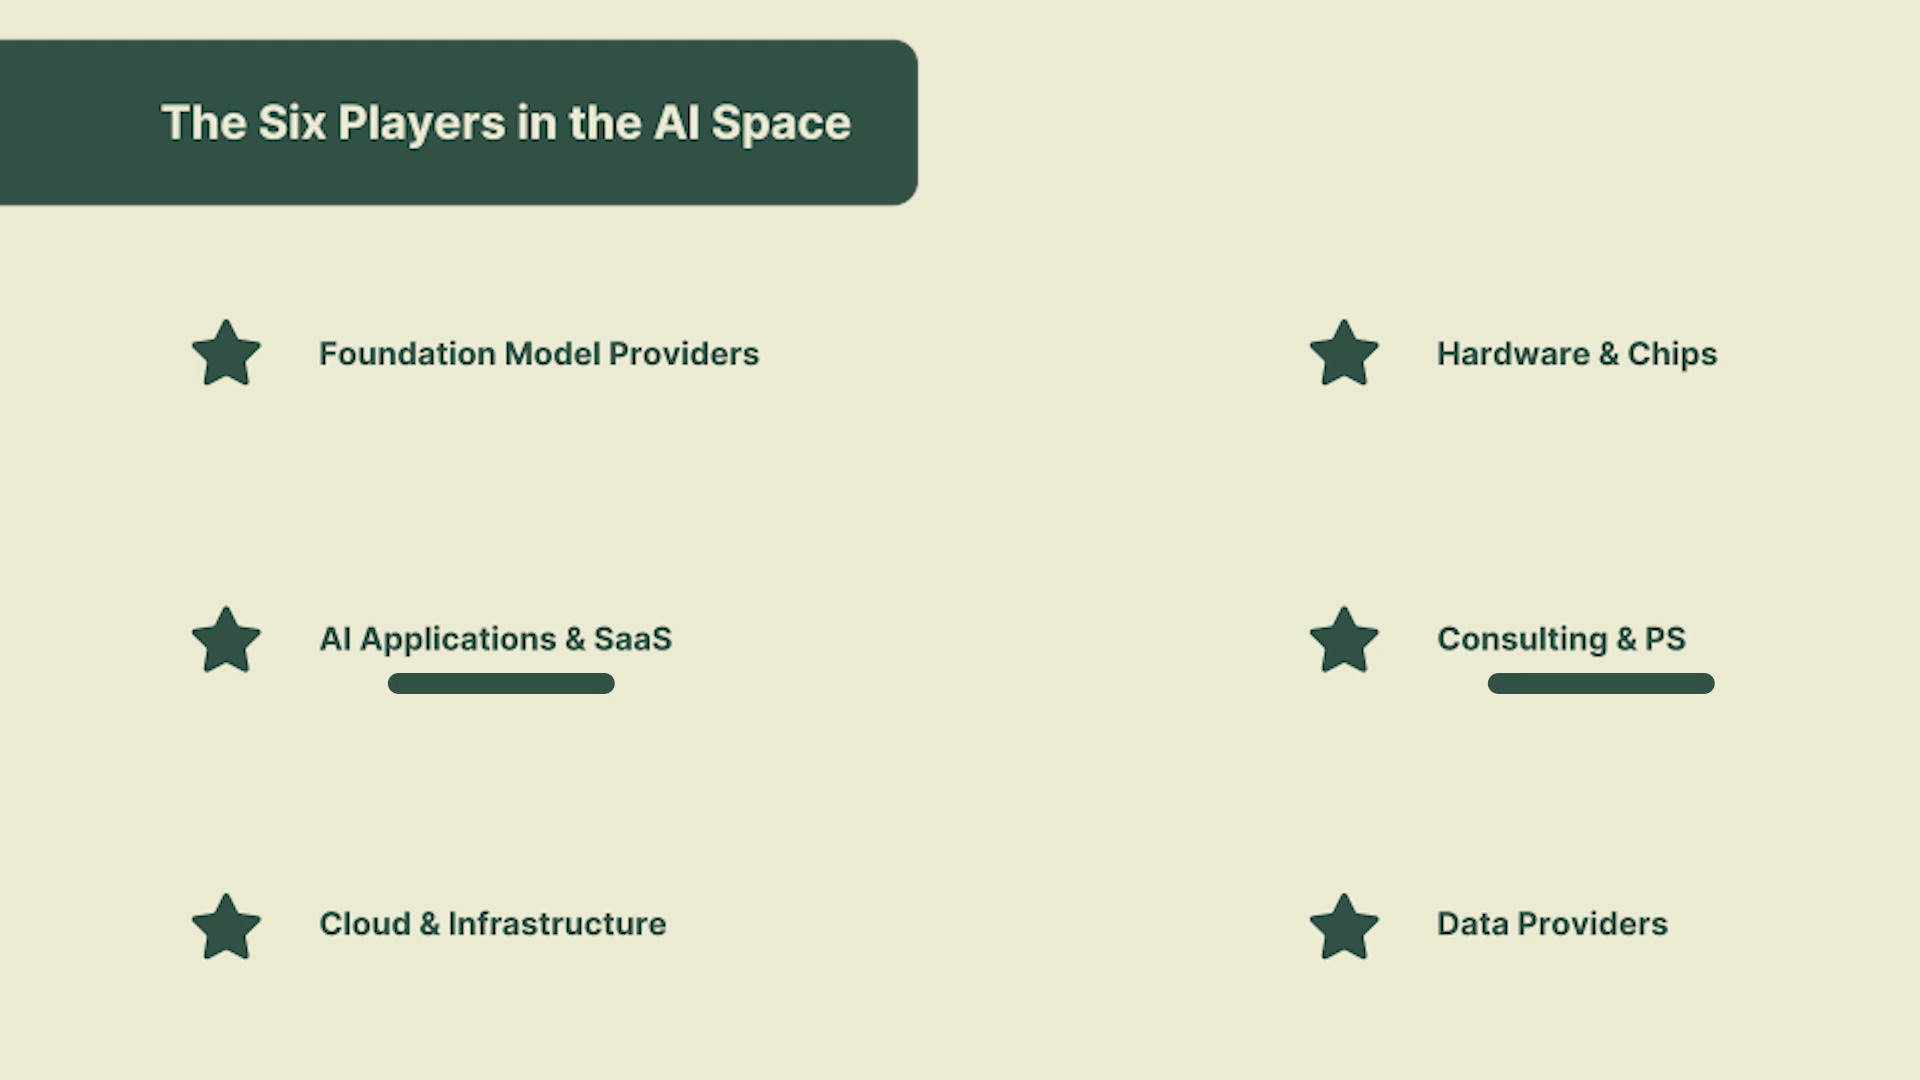 The Six Players in the AI Space
Foundation Model Providers
Hardware & Chips
AI Applications & SaaS
Consulting & PS
Cloud & Infrastructure
Data Providers